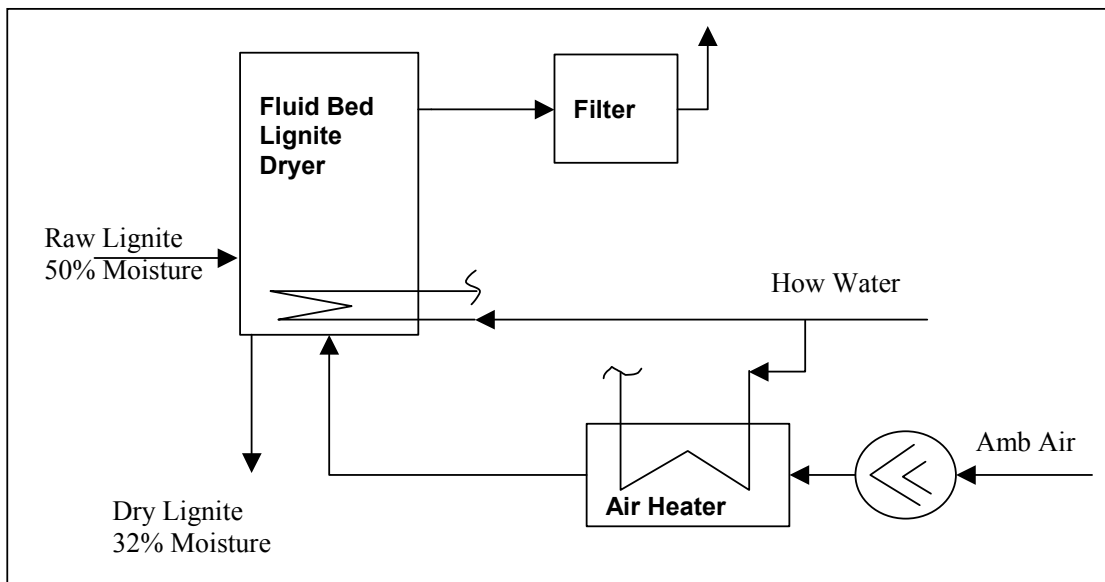 Fluid Bed
Lignite
Dryer
Filter
Raw Lignite
50% Moisture
How Water
Amb Air
Air Heater
Dry Lignite
32% Moisture